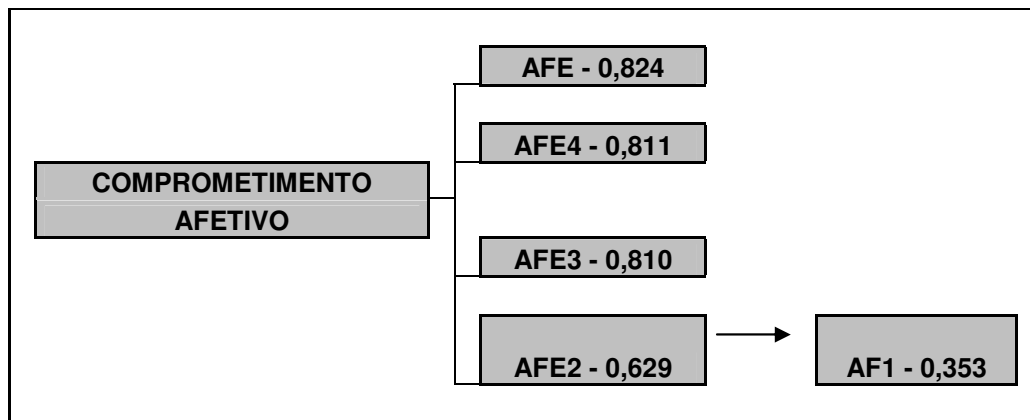 AFE - 0,824
AFE4 - 0,811
COMPROMETIMENTO
AFETIVO
AFE3 - 0,810
AFE2 - 0,629
AF1 - 0,353